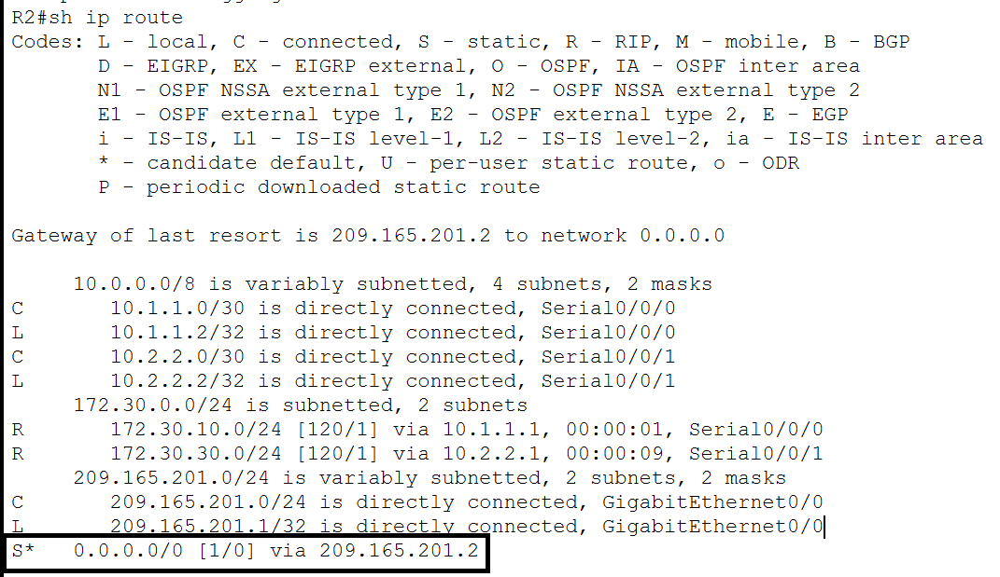 R2#sh ip route
Codes: L - local, C - connected, S - static, R - RIP, M - mobile, B - BGP
       D - EIGRP, EX - EIGRP external, O - OSPF, IA - OSPF inter area
       N1 - OSPF NSSA external type 1, N2 - OSPF NSSA external type 2
       E1 - OSPF external type 1, E2 - OSPF external type 2, E - EGP
       i - IS-IS, L1 - IS-IS level-1, L2 - IS-IS level-2, ia - IS-IS inter area
       * - candidate default, U - per-user static route, o - ODR
       P - periodic downloaded static route
Gateway of last resort is 209.165.201.2 to network 0.0.0.0
     10.0.0.0/8 is variably subnetted, 4 subnets, 2 masks
C       10.1.1.0/30 is directly connected, Serial0/0/0
L       10.1.1.2/32 is directly connected, Serial0/0/0
C       10.2.2.0/30 is directly connected, Serial0/0/1
L       10.2.2.2/32 is directly connected, Serial0/0/1
     172.30.0.0/24 is subnetted, 2 subnets
R       172.30.10.0/24 [120/1] via 10.1.1.1, 00:00:01, Serial0/0/0
R       172.30.30.0/24 [120/1] via 10.2.2.1, 00:00:09, Serial0/0/1
     209.165.201.0/24 is variably subnetted, 2 subnets, 2 masks
C       209.165.201.0/24 is directly connected, GigabitEthernet0/0
L       209.165.201.1/32 is directly connected, GigabitEthernet0/0
S*   0.0.0.0/0 [1/0] via 209.165.201.2